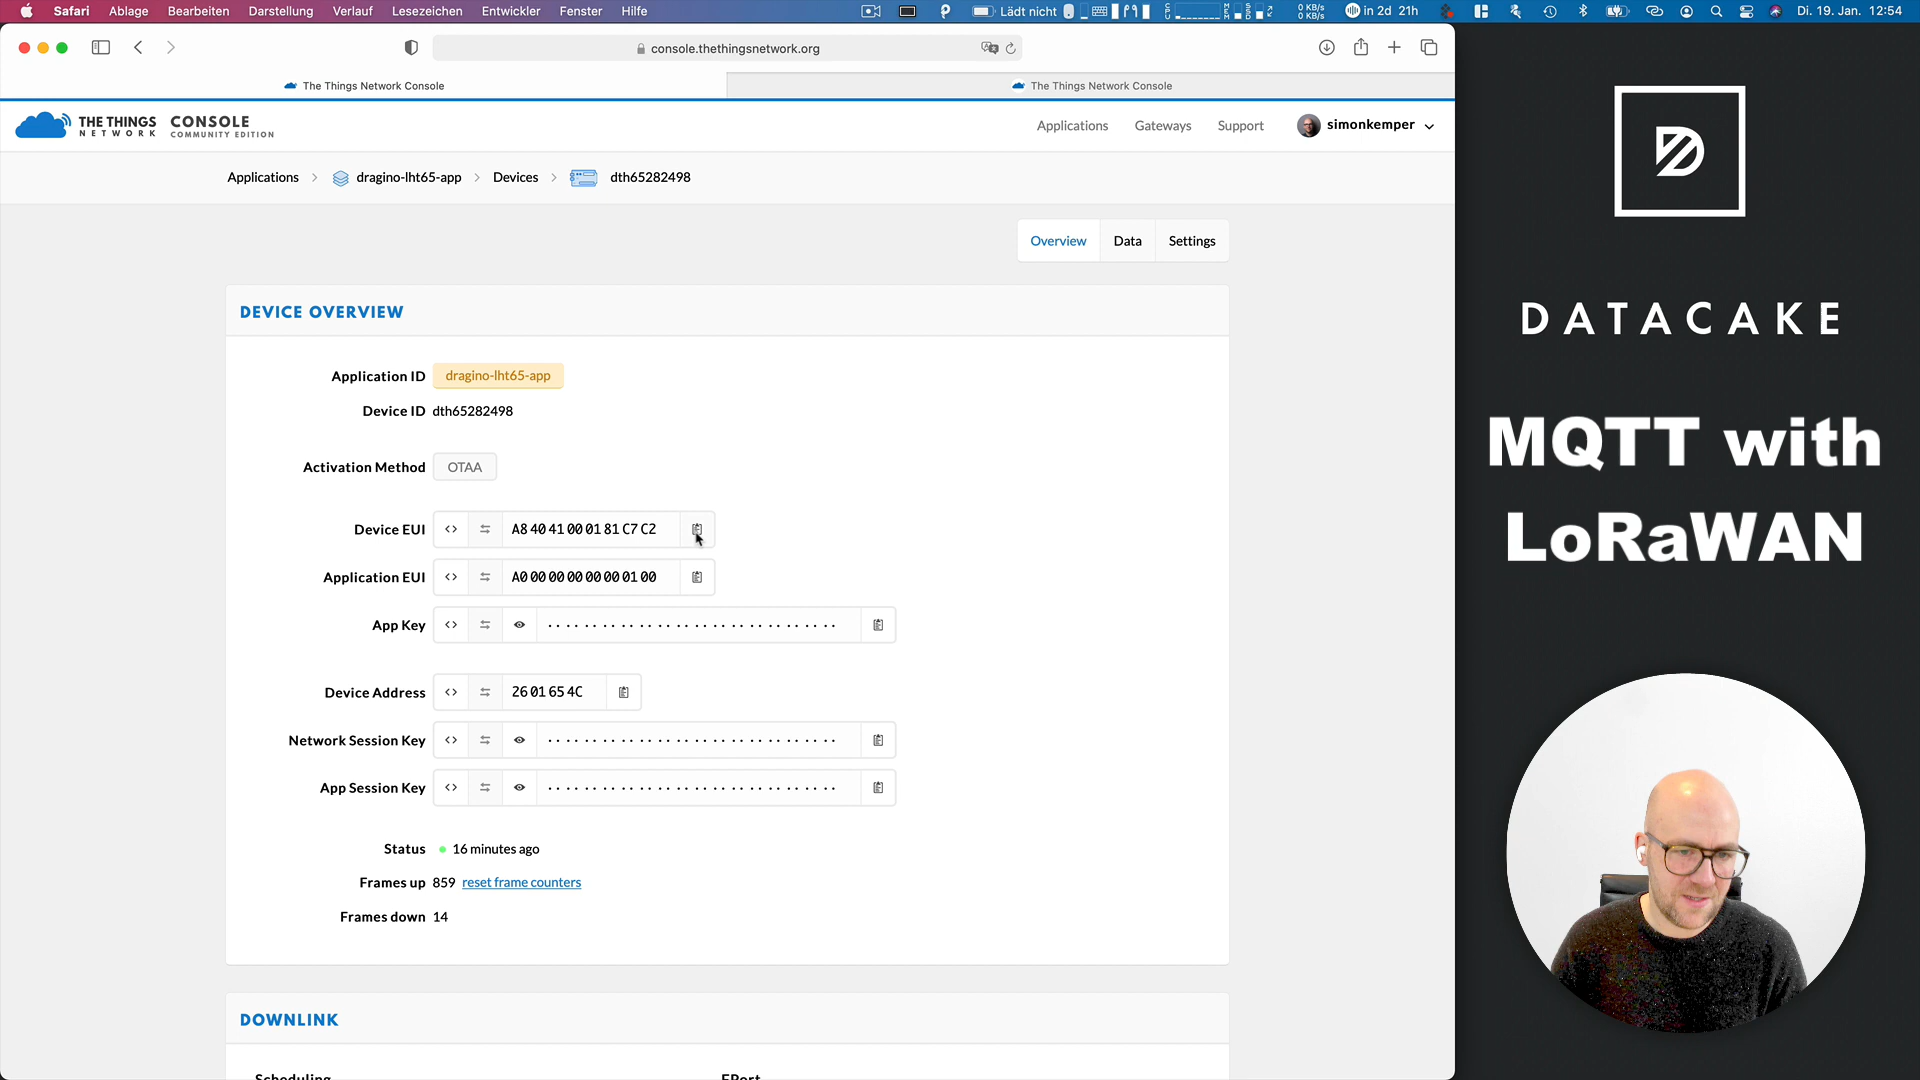 Safari Ablage Bearbeiten Darstellung Verlauf Lesezeichen Entwickler Fenster Hilfe Lädt nicht 0 KB/s 0 KB/s in 2d 21h Di. 19. Jan. 12:54
console.thethingsnetwork.org
The Things Network Console
The Things Network Console
THE THINGS NETWORK
CONSOLE
COMMUNITY EDITION
Applications Gateways Support simonkemper
Applications dragino-lht65-app Devices dth65282498
Overview Data Settings
DEVICE OVERVIEW
Application ID dragino-lht65-app
Device ID dth65282498
Activation Method OTAA
Device EUI <> A8 40 41 00 01 81 C7 C2
Application EUI <> A0 00 00 00 00 00 01 00
App Key <>
Device Address <> 26 01 65 4C
Network Session Key <>
App Session Key <>
Status 16 minutes ago
Frames up 859 reset frame counters
Frames down 14
DOWNLINK
Scheduling FPort
DATACAKE
MQTT with
LoRaWAN